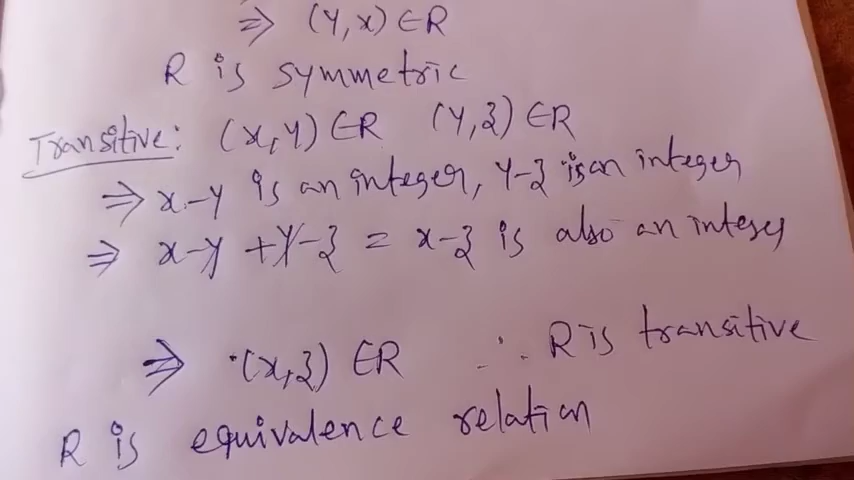 ⇒ (Y,x) ∈ R
R is symmetric
Transitive: (x,y) ∈ R (y,z) ∈ R
⇒ x-y is an integer, y-z is an integer
⇒ x-y + y-z = x-z is also an integer
⇒ (x,z) ∈ R ∴ R is transitive
R is equivalence relation